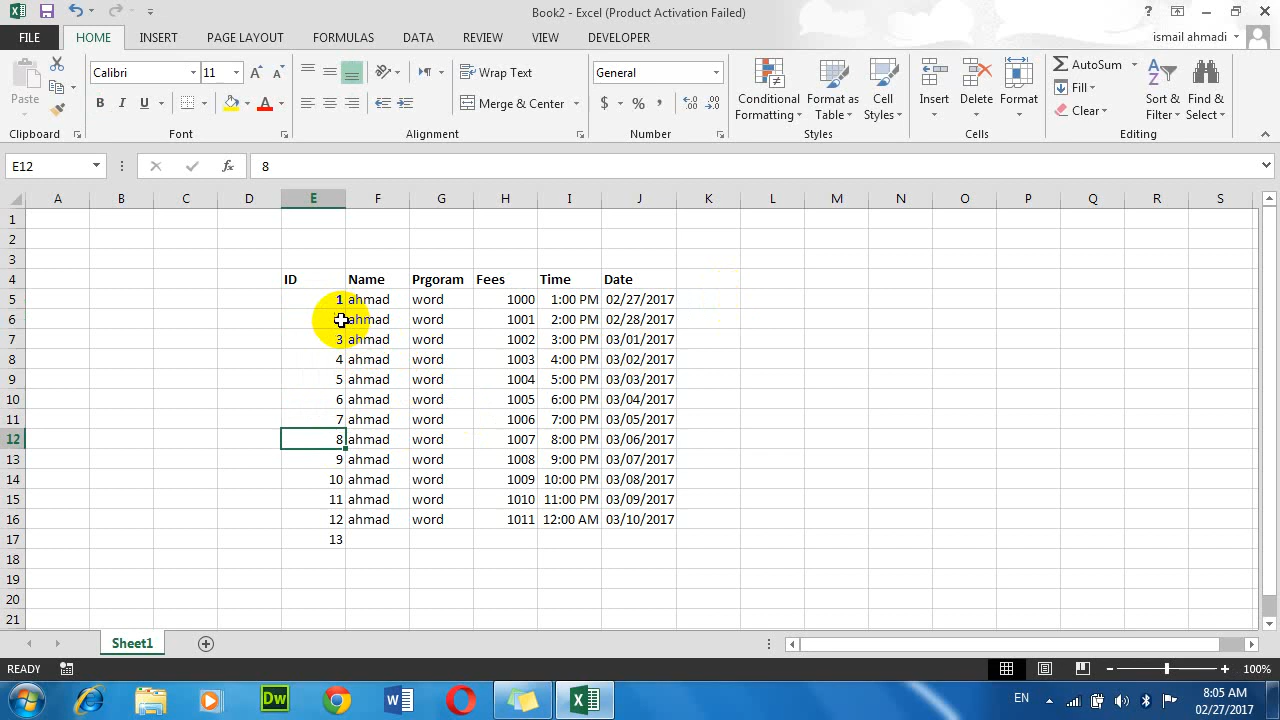 Book2 - Excel (Product Activation Failed)
FILE HOME INSERT PAGE LAYOUT FORMULAS DATA REVIEW VIEW DEVELOPER ismail ahmadi
Paste
Calibri 11
B I U
Wrap Text
Merge & Center
General
$ % ,
Conditional Formatting
Format as Table
Cell Styles
Insert Delete Format
AutoSum
Fill
Clear
Sort & Filter
Find & Select
Clipboard Font Alignment Number Styles Cells Editing
E12 fx 8
A B C D E F G H I J K L M N O P Q R S
1
2
3
4 ID Name Prgoram Fees Time Date
5 1 ahmad word 1000 1:00 PM 02/27/2017
6 ahmad word 1001 2:00 PM 02/28/2017
7 3 ahmad word 1002 3:00 PM 03/01/2017
8 4 ahmad word 1003 4:00 PM 03/02/2017
9 5 ahmad word 1004 5:00 PM 03/03/2017
10 6 ahmad word 1005 6:00 PM 03/04/2017
11 7 ahmad word 1006 7:00 PM 03/05/2017
12 8 ahmad word 1007 8:00 PM 03/06/2017
13 9 ahmad word 1008 9:00 PM 03/07/2017
14 10 ahmad word 1009 10:00 PM 03/08/2017
15 11 ahmad word 1010 11:00 PM 03/09/2017
16 12 ahmad word 1011 12:00 AM 03/10/2017
17 13
18
19
20
21
Sheet1
READY 100%
Dw EN 8:05 AM
02/27/2017